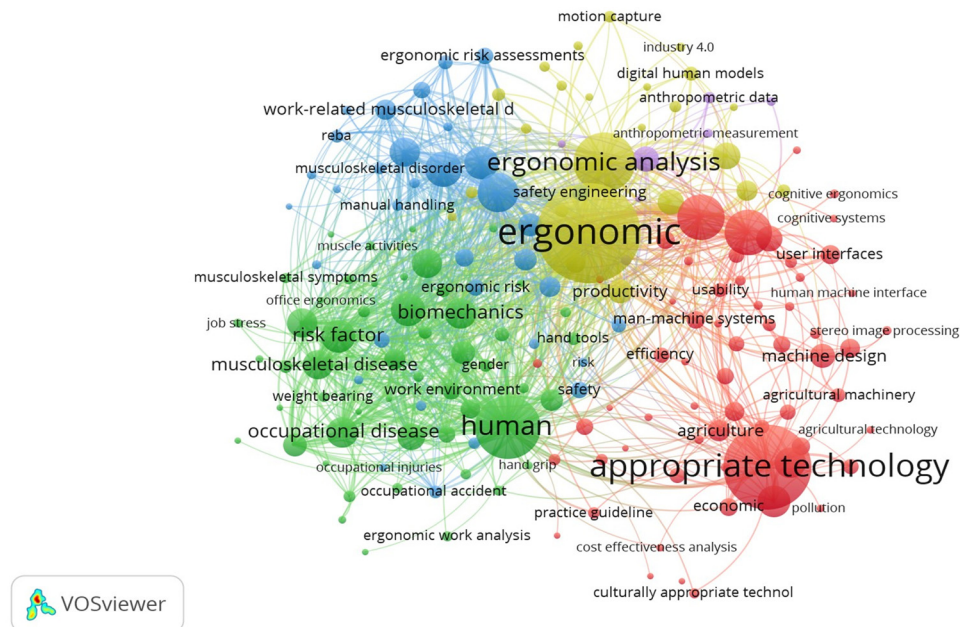 motion capture
industry 4.0
ergonomic risk assessments
digital human models
anthropometric data
work-related musculoskeletal d
reba
anthropometric measurement
ergonomic analysis
musculoskeletal disorder
safety engineering
cognitive ergonomics
manual handling
cognitive systems
ergonomic
muscle activities
user interfaces
musculoskeletal symptoms
ergonomic risk
productivity
usability
human machine interface
office ergonomics
biomechanics
man-machine systems
job stress
risk factor
hand tools
stereo image processing
efficiency
machine design
musculoskeletal disease
gender
risk
weight bearing
work environment
safety
agricultural machinery
human
occupational disease
agriculture
agricultural technology
occupational injuries
hand grip
appropriate technology
occupational accident
economic
pollution
practice guideline
ergonomic work analysis
cost effectiveness analysis
culturally appropriate technol
VOSviewer